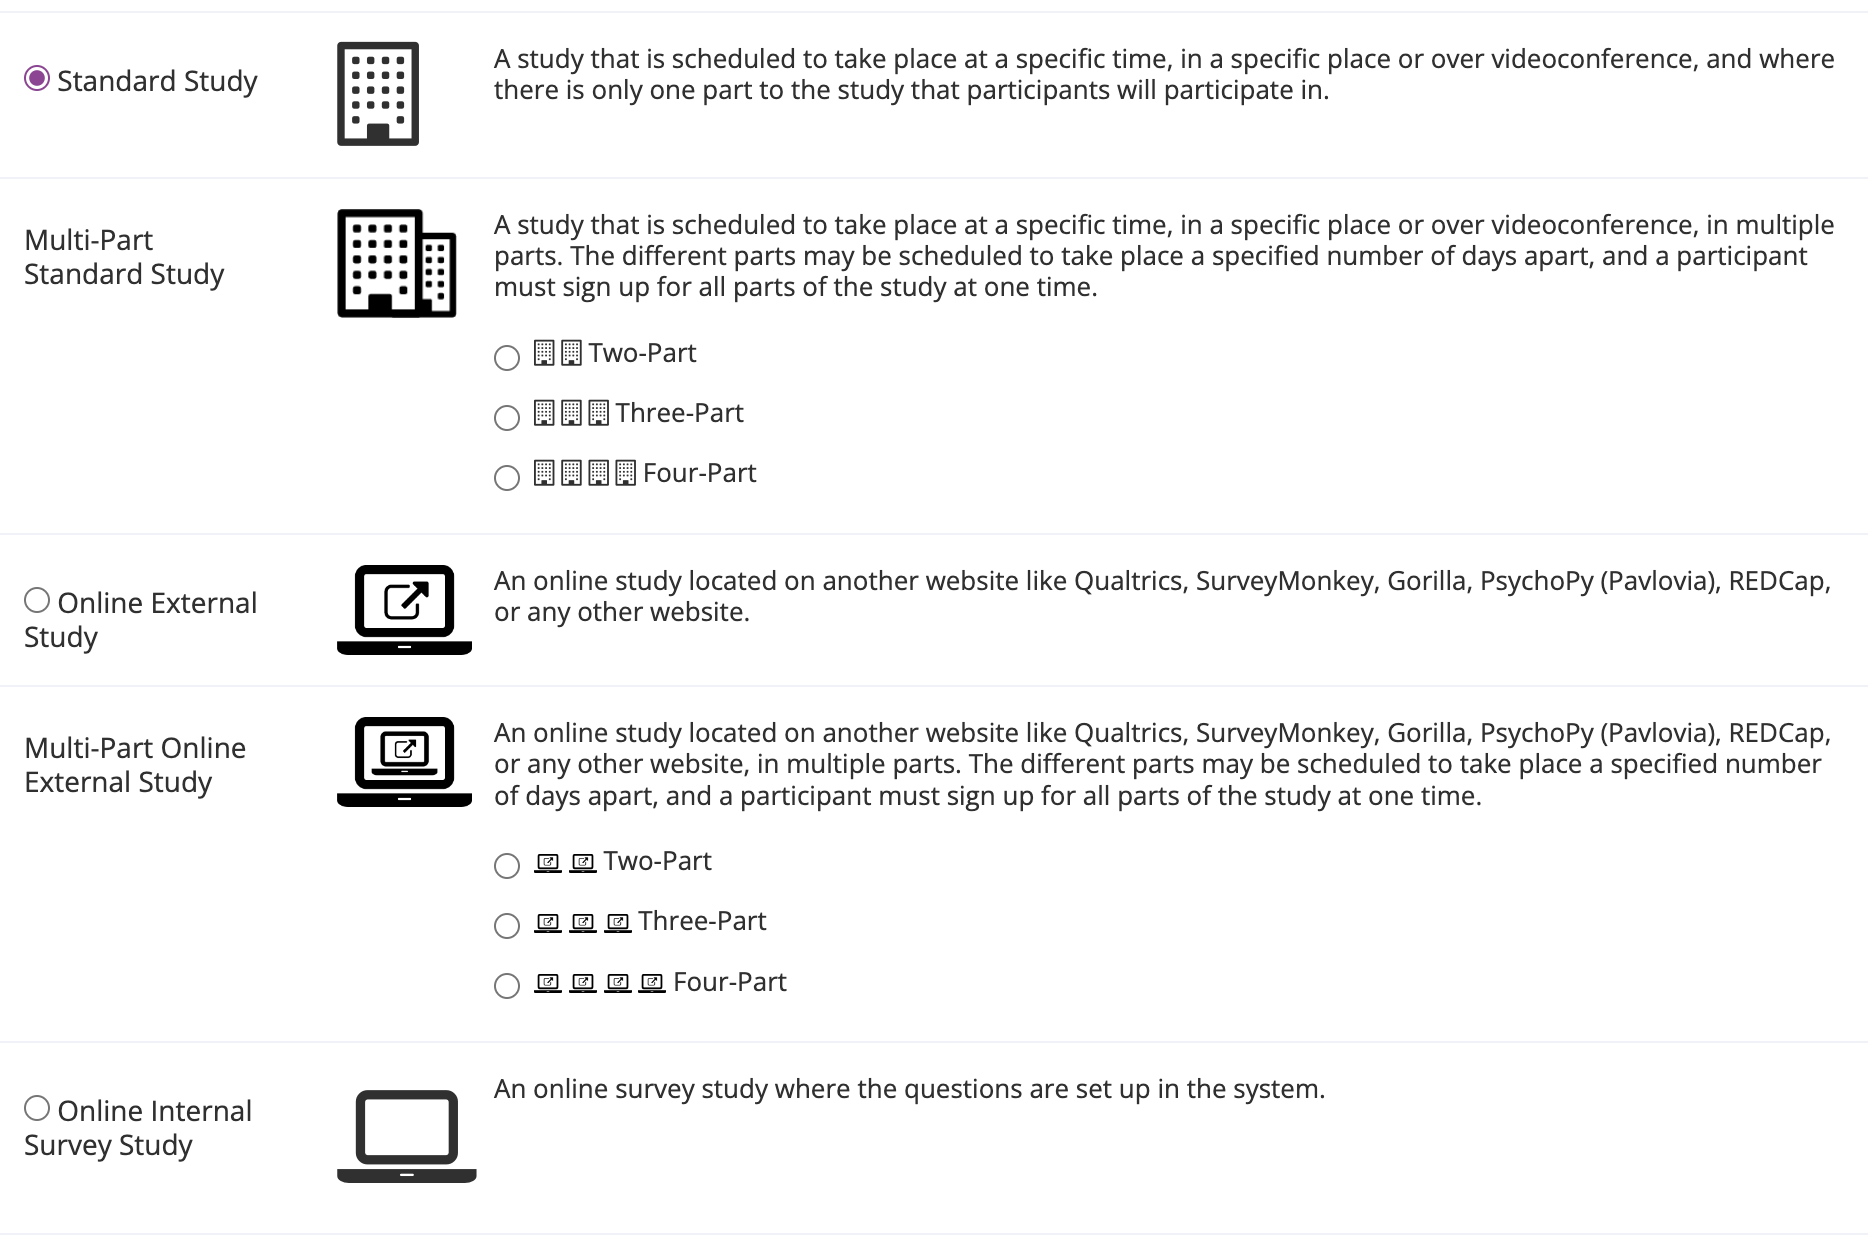 Standard Study
A study that is scheduled to take place at a specific time, in a specific place or over videoconference, and where
there is only one part to the study that participants will participate in.
Multi-Part
Standard Study
A study that is scheduled to take place at a specific time, in a specific place or over videoconference, in multiple
parts. The different parts may be scheduled to take place a specified number of days apart, and a participant
must sign up for all parts of the study at one time.
Two-Part
Three-Part
Four-Part
Online External
Study
An online study located on another website like Qualtrics, SurveyMonkey, Gorilla, PsychoPy (Pavlovia), REDCap,
or any other website.
Multi-Part Online
External Study
An online study located on another website like Qualtrics, SurveyMonkey, Gorilla, PsychoPy (Pavlovia), REDCap,
or any other website, in multiple parts. The different parts may be scheduled to take place a specified number
of days apart, and a participant must sign up for all parts of the study at one time.
Two-Part
Three-Part
Four-Part
Online Internal
Survey Study
An online survey study where the questions are set up in the system.